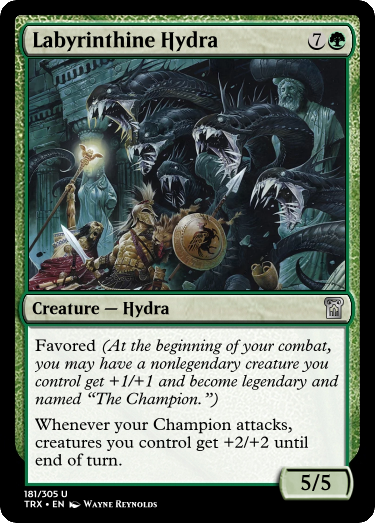 Labyrinthine Hydra 7
Creature — Hydra
Favored (At the beginning of your combat,
you may have a nonlegendary creature you
control get +1/+1 and become legendary and
named “The Champion.”)
Whenever your Champion attacks,
creatures you control get +2/+2 until
end of turn.
5/5
181/305 U
TRX • EN Wayne Reynolds